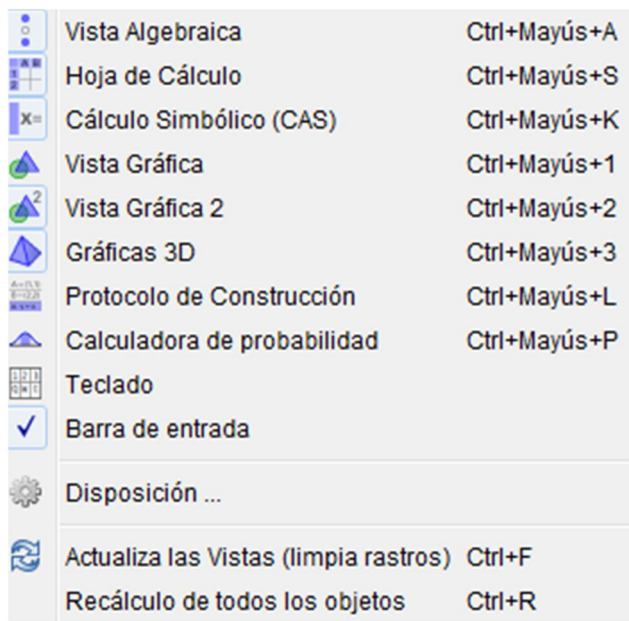 Vista Algebraica Ctrl+Mayús+A
Hoja de Cálculo Ctrl+Mayús+S
Cálculo Simbólico (CAS) Ctrl+Mayús+K
Vista Gráfica Ctrl+Mayús+1
Vista Gráfica 2 Ctrl+Mayús+2
Gráficas 3D Ctrl+Mayús+3
Protocolo de Construcción Ctrl+Mayús+L
Calculadora de probabilidad Ctrl+Mayús+P
Teclado
Barra de entrada
Disposición ...
Actualiza las Vistas (limpia rastros) Ctrl+F
Recálculo de todos los objetos Ctrl+R